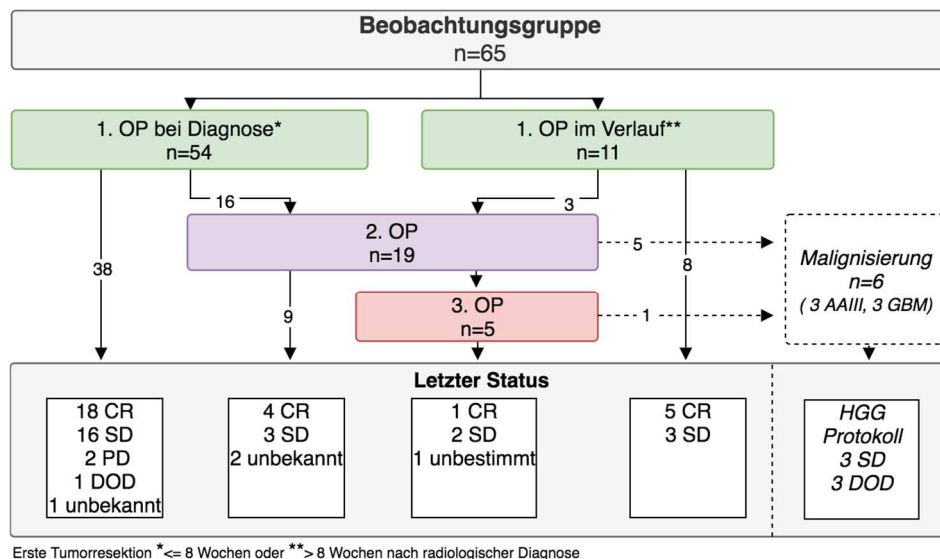 Beobachtungsgruppe
n=65
1. OP bei Diagnose*
n=54
1. OP im Verlauf**
n=11
16
3
2. OP
n=19
5
38
8
Malignisierung
n=6
( 3 AAIII, 3 GBM)
9
3. OP
n=5
1
Letzter Status
18 CR
16 SD
2 PD
1 DOD
1 unbekannt
4 CR
3 SD
2 unbekannt
1 CR
2 SD
1 unbestimmt
5 CR
3 SD
HGG
Protokoll
3 SD
3 DOD
Erste Tumorresektion *<= 8 Wochen oder **> 8 Wochen nach radiologischer Diagnose